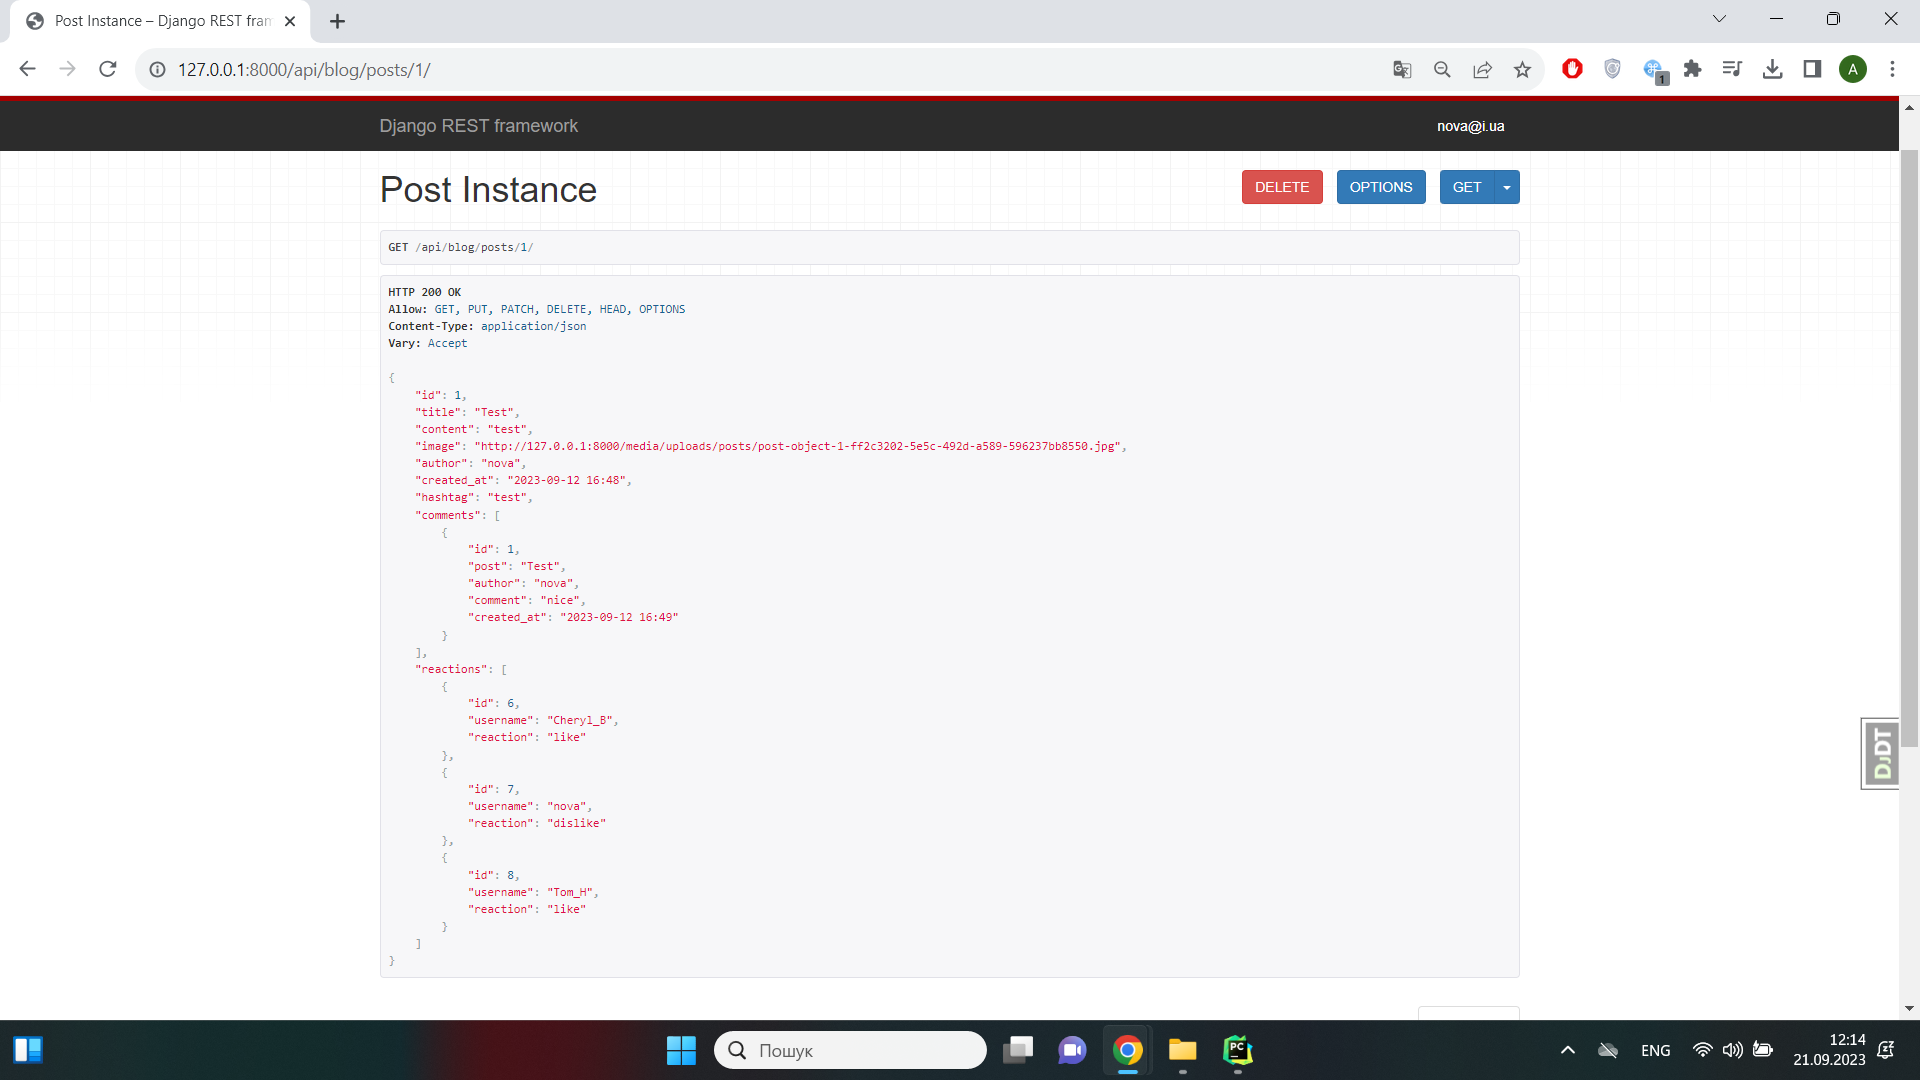 Post Instance – Django REST fram
127.0.0.1:8000/api/blog/posts/1/
1
A
Django REST framework
nova@i.ua
Post Instance
DELETE
OPTIONS
GET
GET /api/blog/posts/1/
HTTP 200 OK
Allow: GET, PUT, PATCH, DELETE, HEAD, OPTIONS
Content-Type: application/json
Vary: Accept
{
"id": 1,
"title": "Test",
"content": "test",
"image": "http://127.0.0.1:8000/media/uploads/posts/post-object-1-ff2c3202-5e5c-492d-a589-596237bb8550.jpg",
"author": "nova",
"created_at": "2023-09-12 16:48",
"hashtag": "test",
"comments": [
{
"id": 1,
"post": "Test",
"author": "nova",
"comment": "nice",
"created_at": "2023-09-12 16:49"
}
],
"reactions": [
{
"id": 6,
"username": "Cheryl_B",
"reaction": "like"
},
{
"id": 7,
"username": "nova",
"reaction": "dislike"
},
{
"id": 8,
"username": "Tom_H",
"reaction": "like"
}
]
}
DJDT
Пошук
PC
ENG
12:14
21.09.2023